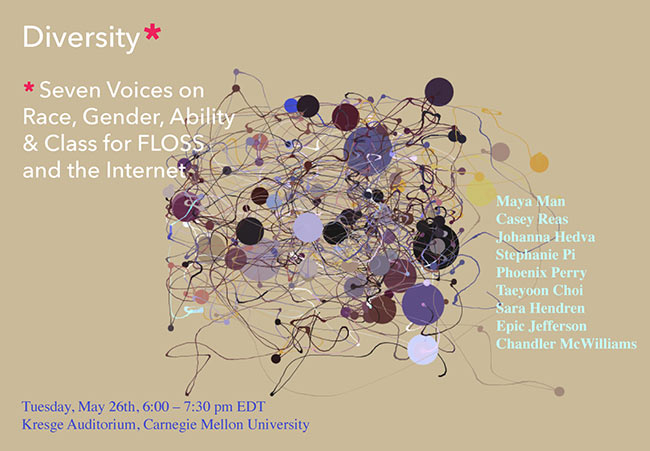 Diversity*
* Seven Voices on
Race, Gender, Ability
& Class for FLOSS
and the Internet
Maya Man
Casey Reas
Johanna Hedva
Stephanie Pi
Phoenix Perry
Taeyoon Choi
Sara Hendren
Epic Jefferson
Chandler McWilliams
Tuesday, May 26th, 6:00 – 7:30 pm EDT
Kresge Auditorium, Carnegie Mellon University